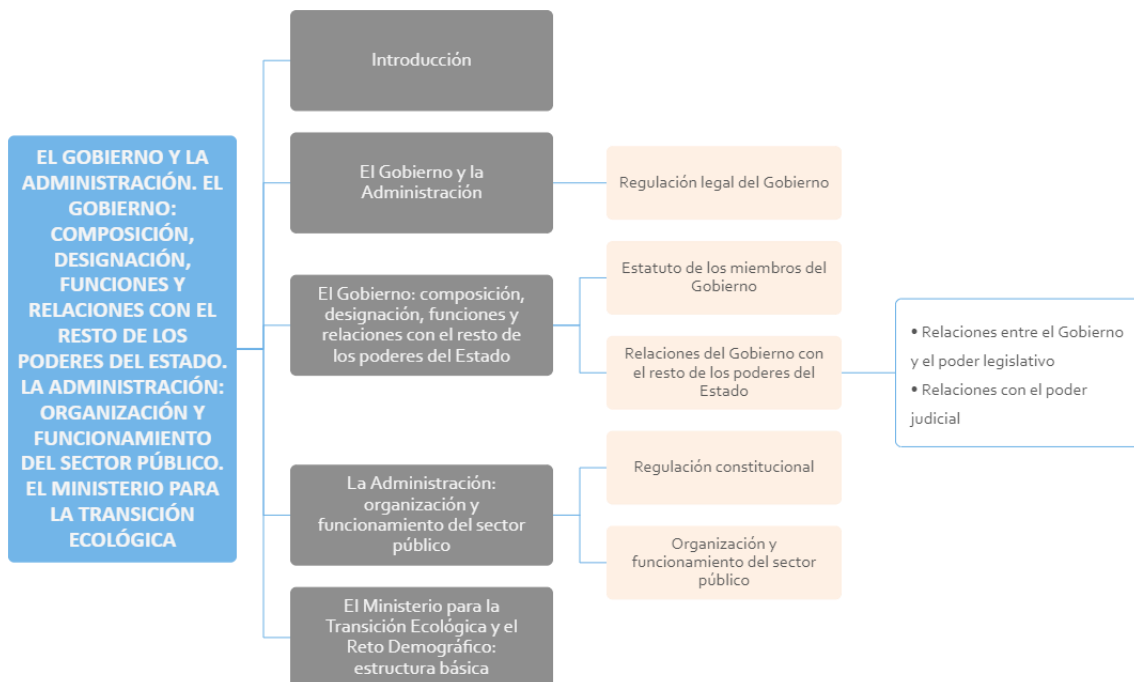 EL GOBIERNO Y LA
ADMINISTRACIÓN. EL
GOBIERNO:
COMPOSICIÓN,
DESIGNACIÓN,
FUNCIONES Y
RELACIONES CON EL
RESTO DE LOS
PODERES DEL ESTADO.
LA ADMINISTRACIÓN:
ORGANIZACIÓN Y
FUNCIONAMIENTO
DEL SECTOR PÚBLICO.
EL MINISTERIO PARA
LA TRANSICIÓN
ECOLÓGICA
Introducción
El Gobierno y la
Administración
Regulación legal del Gobierno
El Gobierno: composición,
designación, funciones y
relaciones con el resto de
los poderes del Estado
Estatuto de los miembros del
Gobierno
Relaciones del Gobierno con
el resto de los poderes del
Estado
• Relaciones entre el Gobierno
y el poder legislativo
• Relaciones con el poder
judicial
La Administración:
organización y
funcionamiento del sector
público
Regulación constitucional
Organización y
funcionamiento del sector
público
El Ministerio para la
Transición Ecológica y el
Reto Demográfico:
estructura básica